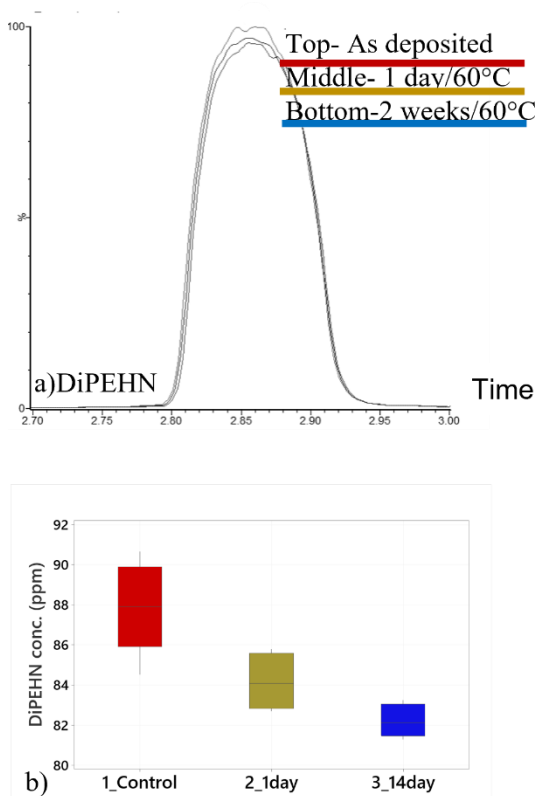 100
Top- As deposited
Middle- 1 day/60°C
Bottom-2 weeks/60°C
%
a)DiPEHN
0
Time
2.70 2.75 2.80 2.85 2.90 2.95 3.00
92
90
88
86
84
82
80
DiPEHN conc. (ppm)
b)
1_Control 2_1day 3_14day